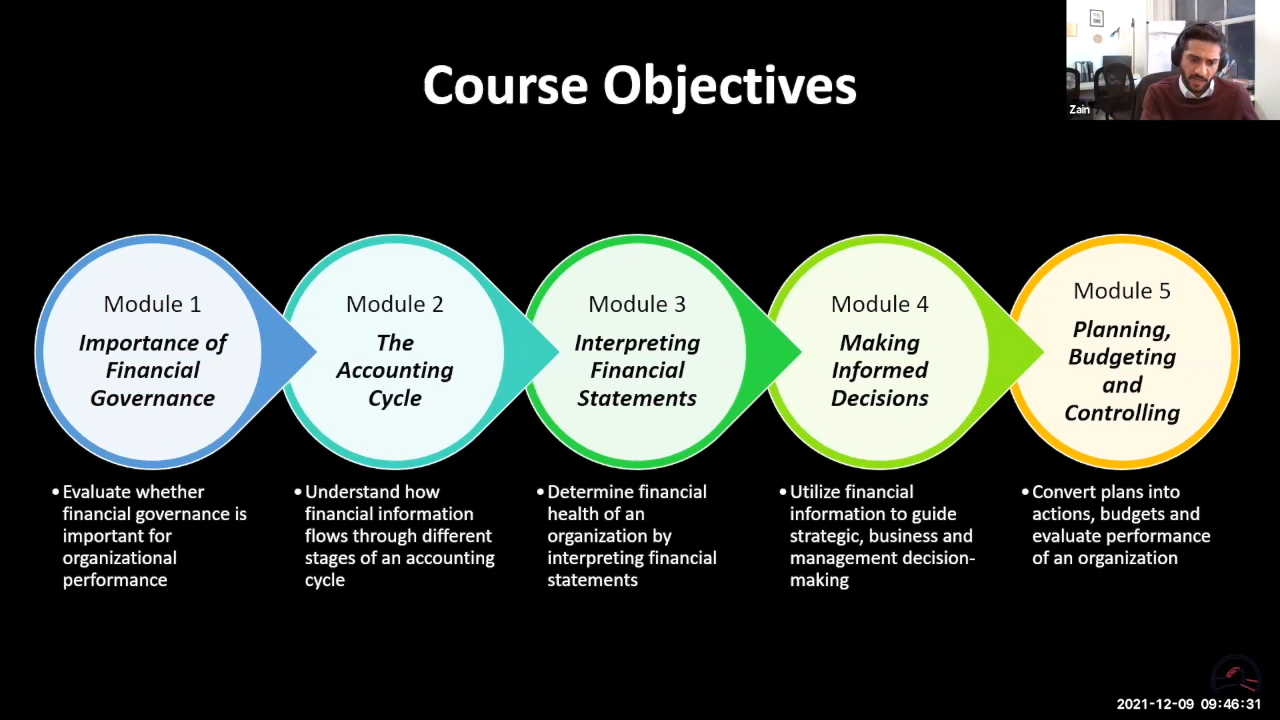 Course Objectives
Zain
Module 1
Importance of
Financial
Governance
Module 2
The
Accounting
Cycle
Module 3
Interpreting
Financial
Statements
Module 4
Making
Informed
Decisions
Module 5
Planning,
Budgeting
and
Controlling
•Evaluate whether
financial governance is
important for
organizational
performance
•Understand how
financial information
flows through different
stages of an accounting
cycle
•Determine financial
health of an
organization by
interpreting financial
statements
•Utilize financial
information to guide
strategic, business and
management decision-
making
•Convert plans into
actions, budgets and
evaluate performance
of an organization
2021-12-09 09:46:31